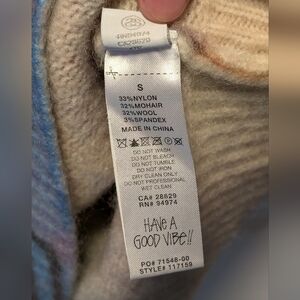 S
33%NYLON
32%MOHAIR
32%WOOL
3%SPANDEX
MADE IN CHINA
DO NOT WASH
DO NOT BLEACH
DO NOT TUMBLE
DO NOT IRON
DRY CLEAN ONLY
DO NOT PROFESSIONAL
WET CLEAN
CA# 28629
RN# 94974
HAVE A
GOOD VIBE!!
PO# 71548-00
STYLE# 117159